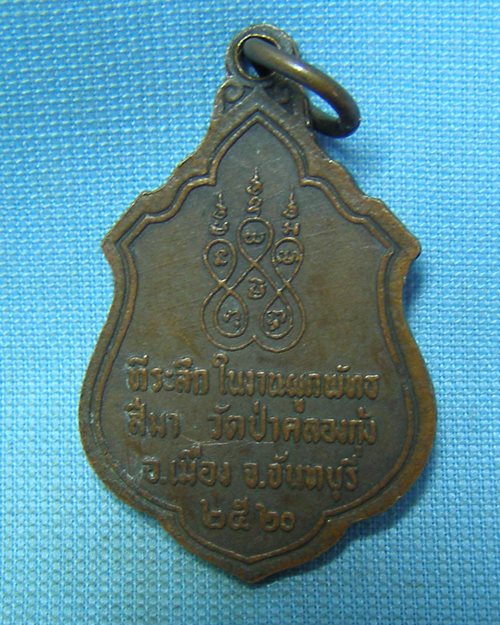 ที่ระลึก ในงานผูกพัทธ
สีมา วัดป่าคลองกุ้ง
อ.เมือง จ.จันทบุรี
๒๕๒๐